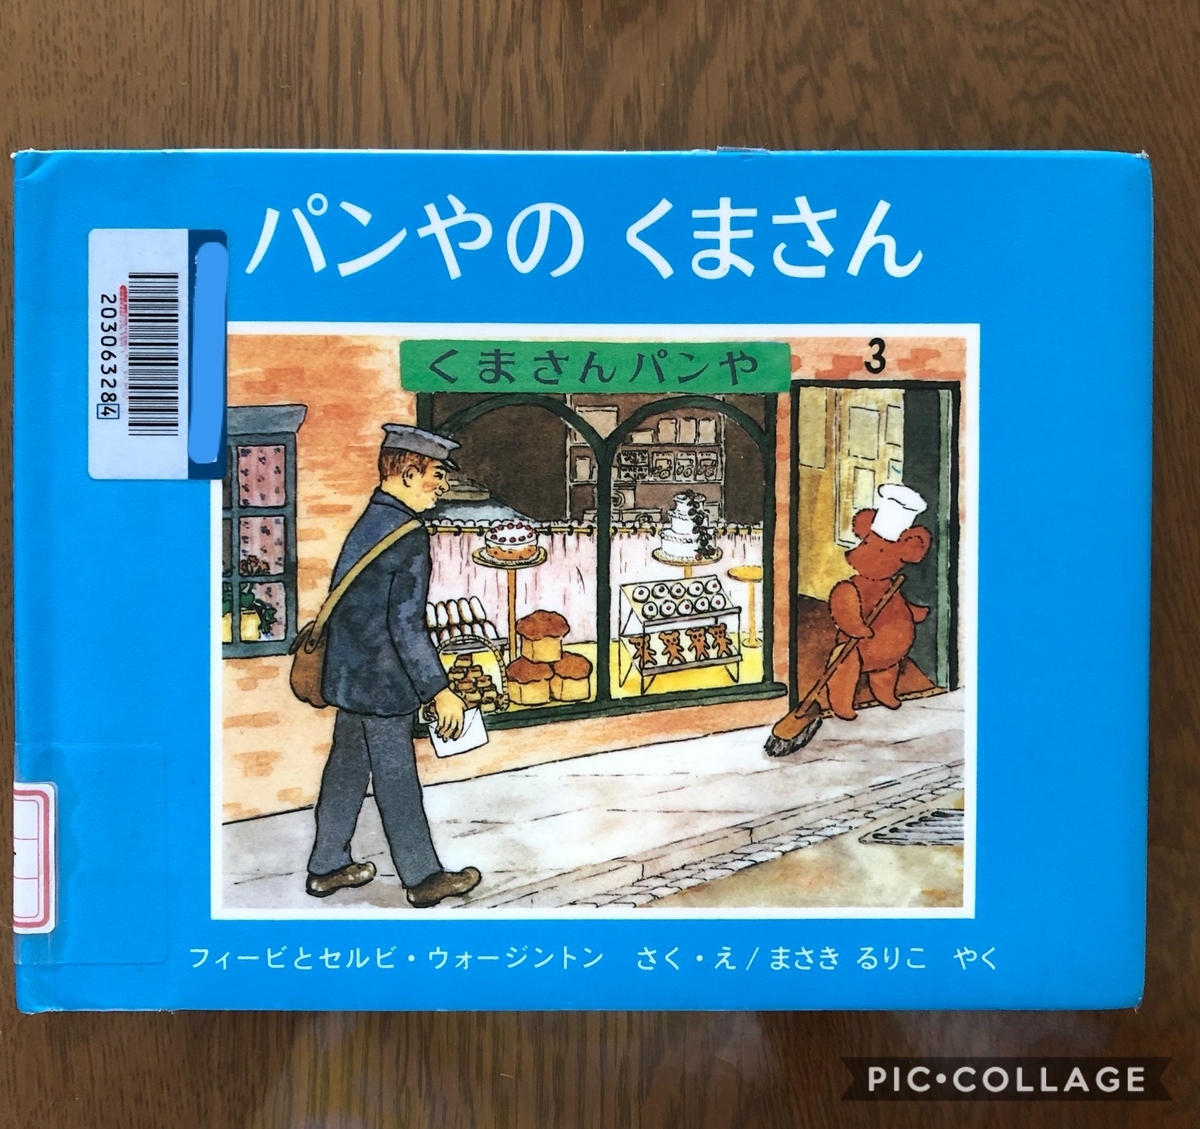 パンやの くまさん
2030632844
くまさんパンや
3
フィービとセルビ・ウォージントン さく・え/まさき るりこ やく
PIC•COLLAGE